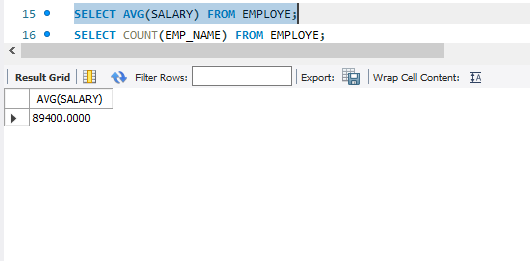 15 SELECT AVG(SALARY) FROM EMPLOYE;
16 SELECT COUNT(EMP_NAME) FROM EMPLOYE;
Result Grid Filter Rows: Export: Wrap Cell Content: IA
AVG(SALARY)
89400.0000